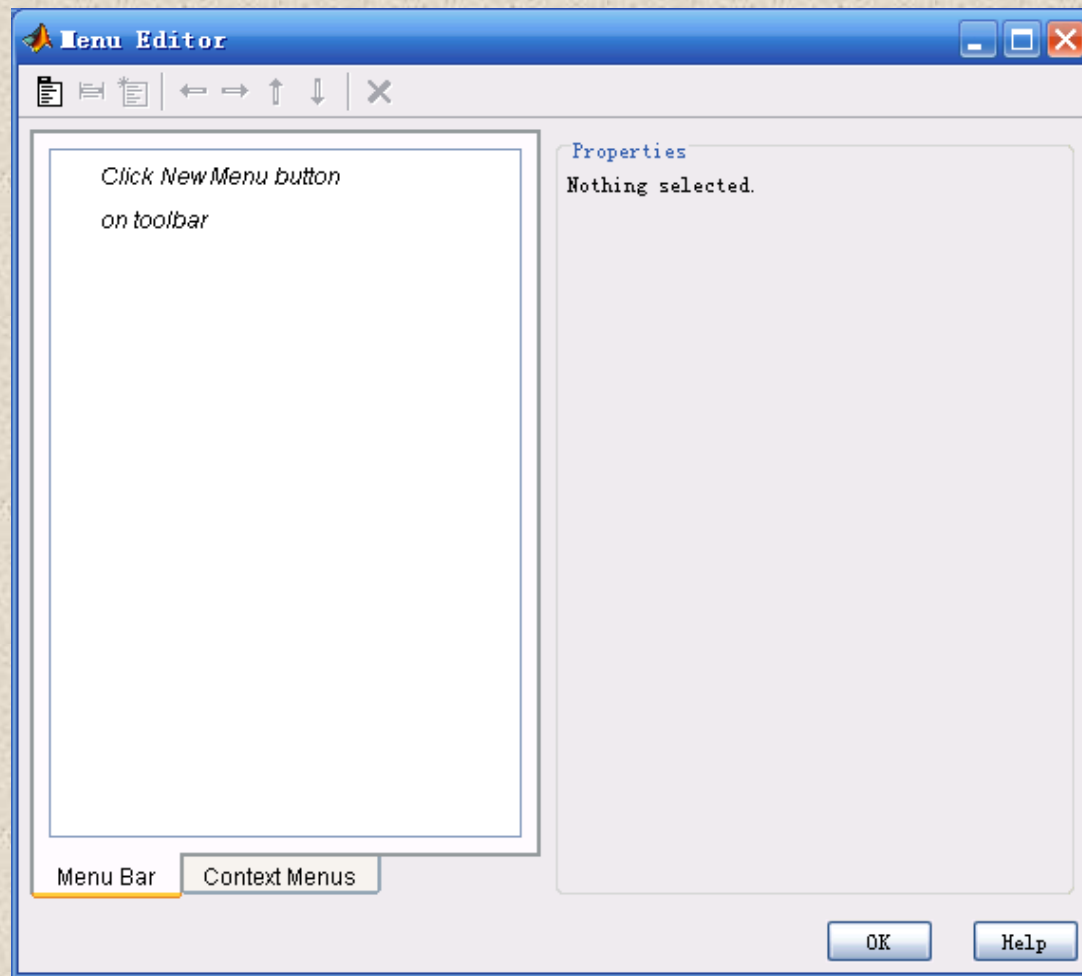 Menu Editor
Click New Menu button
on toolbar
Properties
Nothing selected.
Menu Bar
Context Menus
OK
Help